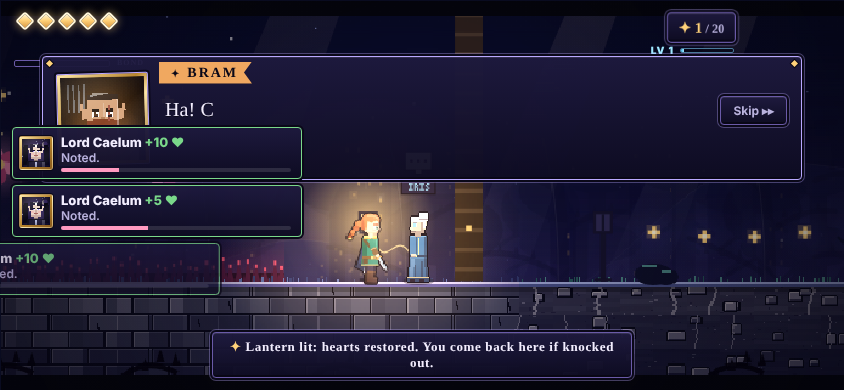 ✦ 1 / 20
LV 1
✦ BRAM
Ha! C
Skip ▸▸
Lord Caelum +10 ♥
Noted.
Lord Caelum +5 ♥
Noted.
IRIS
m +10 ♥
ed.
✦ Lantern lit: hearts restored. You come back here if knocked
out.